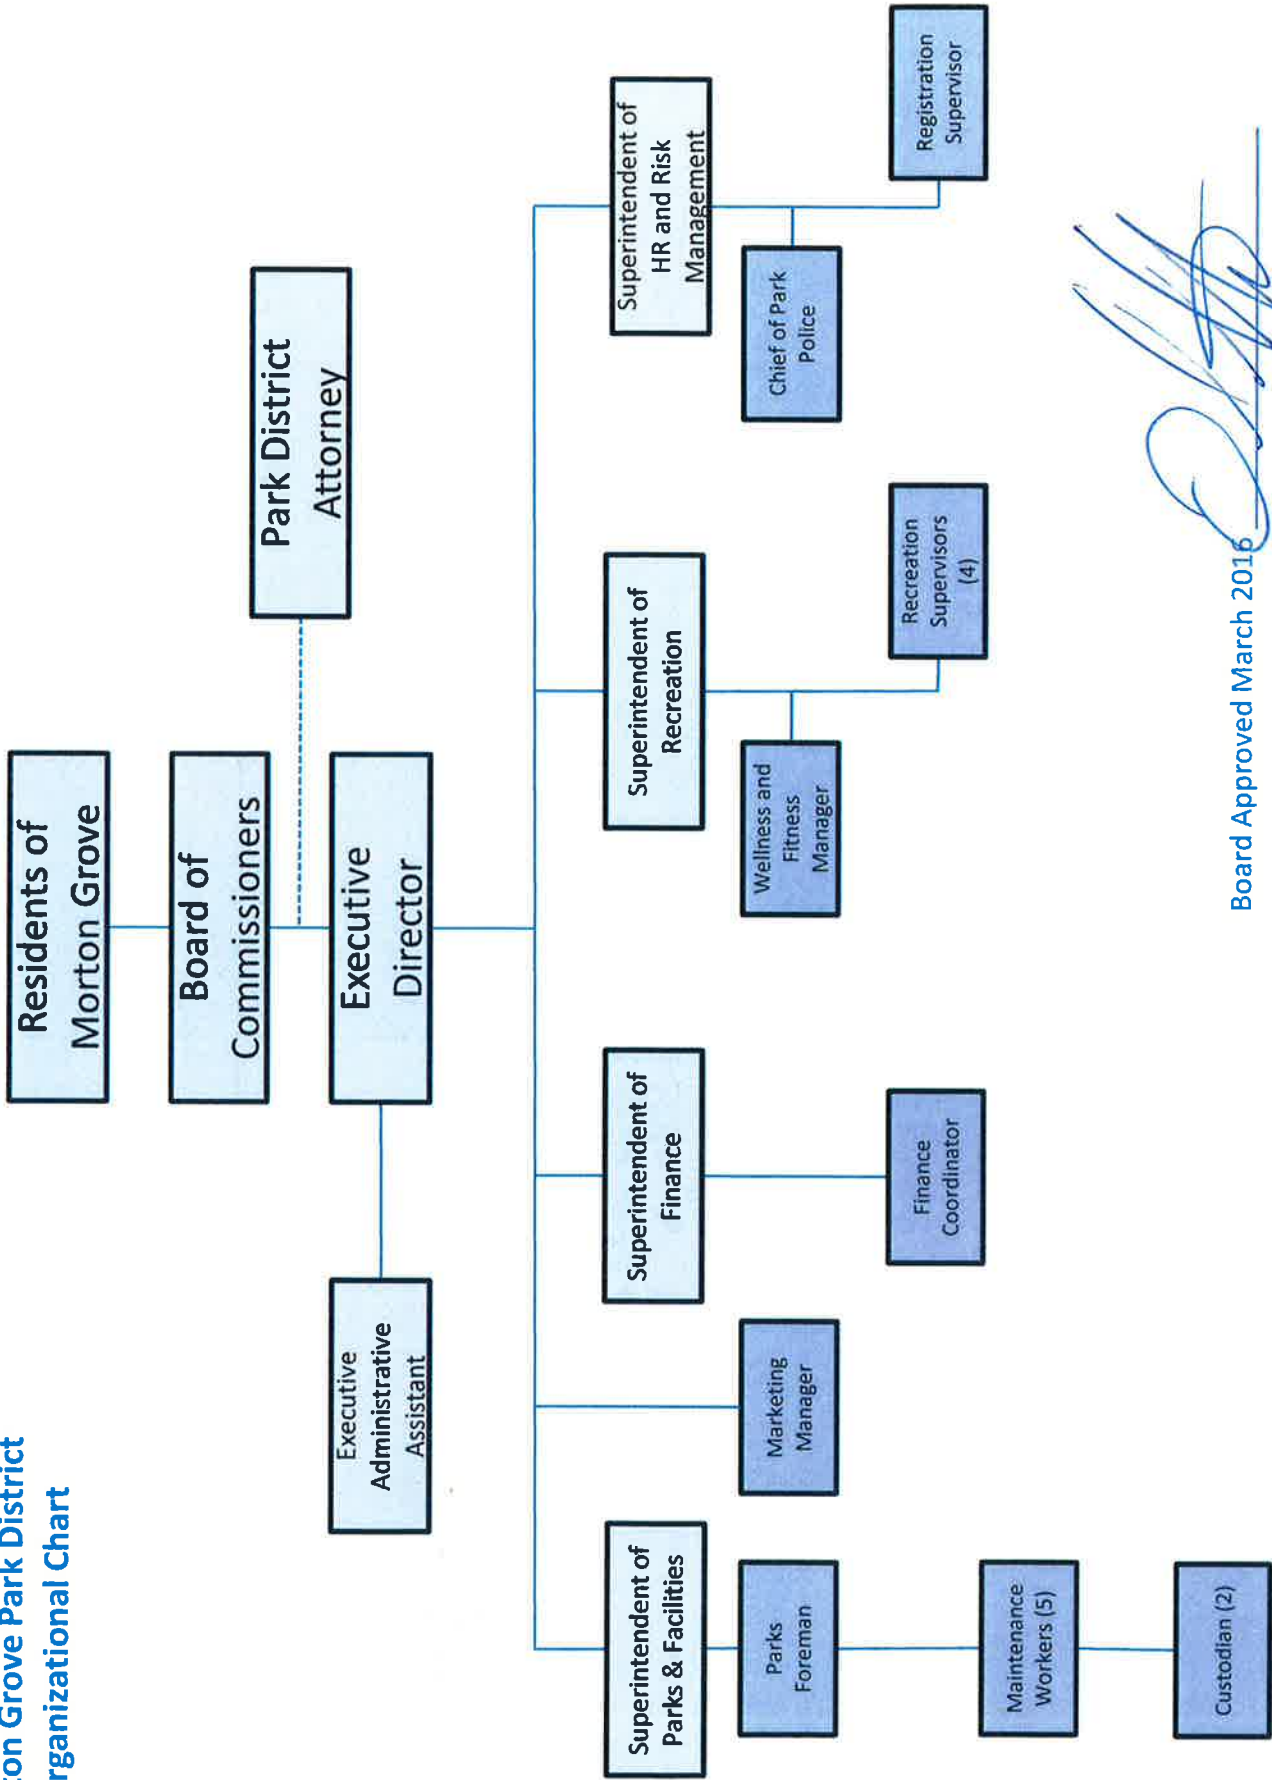 on Grove Park District
rganizational Chart
Residents of
Morton Grove
Board of
Commissioners
Park District
Attorney
Executive
Director
Executive
Administrative
Assistant
Superintendent of
Parks & Facilities
Parks
Foreman
Maintenance
Workers (5)
Custodian (2)
Marketing
Manager
Superintendent of
Finance
Finance
Coordinator
Superintendent of
Recreation
Wellness and
Fitness
Manager
Recreation
Supervisors
(4)
Superintendent of
HR and Risk
Management
Chief of Park
Police
Registration
Supervisor
Board Approved March 2016